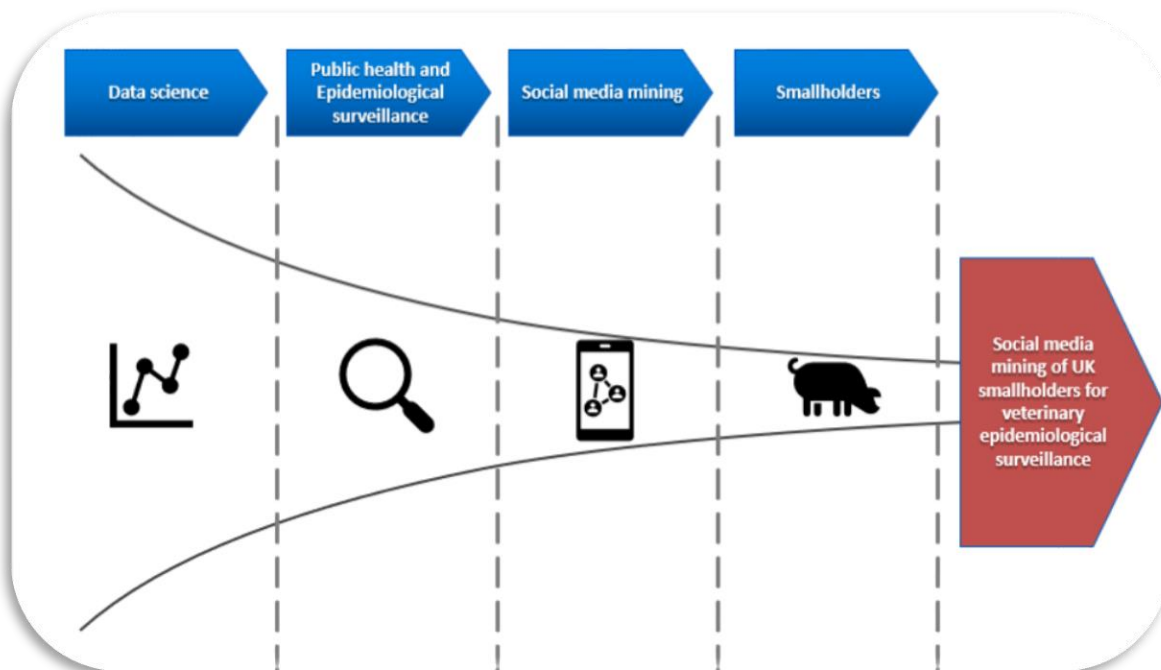 Data science
Public health and
Epidemiological
surveillance
Social media mining
Smallholders
Social media
mining of UK
smallholders for
veterinary
epidemiological
surveillance